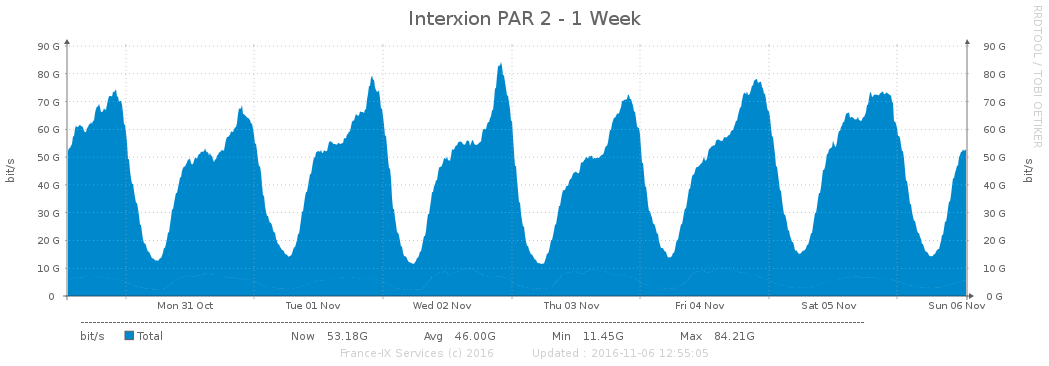 Interxion PAR 2 - 1 Week
RRDTOOL / TOBI OETIKER
90 G 90 G
80 G 80 G
70 G 70 G
60 G 60 G
50 G 50 G
40 G 40 G
30 G 30 G
20 G 20 G
10 G 10 G
0 0 G
bit/s bit/s
Mon 31 Oct Tue 01 Nov Wed 02 Nov Thu 03 Nov Fri 04 Nov Sat 05 Nov Sun 06 Nov
bit/s Total Now 53.18G Avg 46.00G Min 11.45G Max 84.21G
France-IX Services (c) 2016 Updated : 2016-11-06 12:55:05